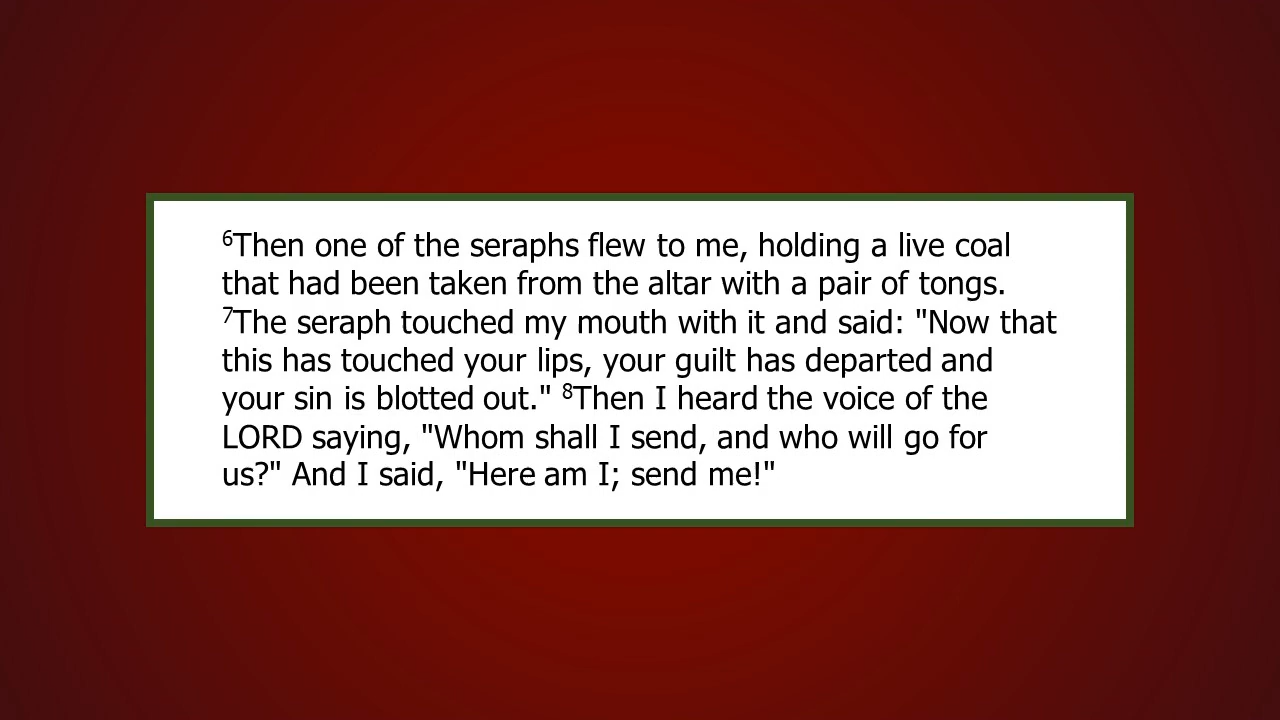 ⁶Then one of the seraphs flew to me, holding a live coal
that had been taken from the altar with a pair of tongs.
⁷The seraph touched my mouth with it and said: "Now that
this has touched your lips, your guilt has departed and
your sin is blotted out." ⁸Then I heard the voice of the
LORD saying, "Whom shall I send, and who will go for
us?" And I said, "Here am I; send me!"